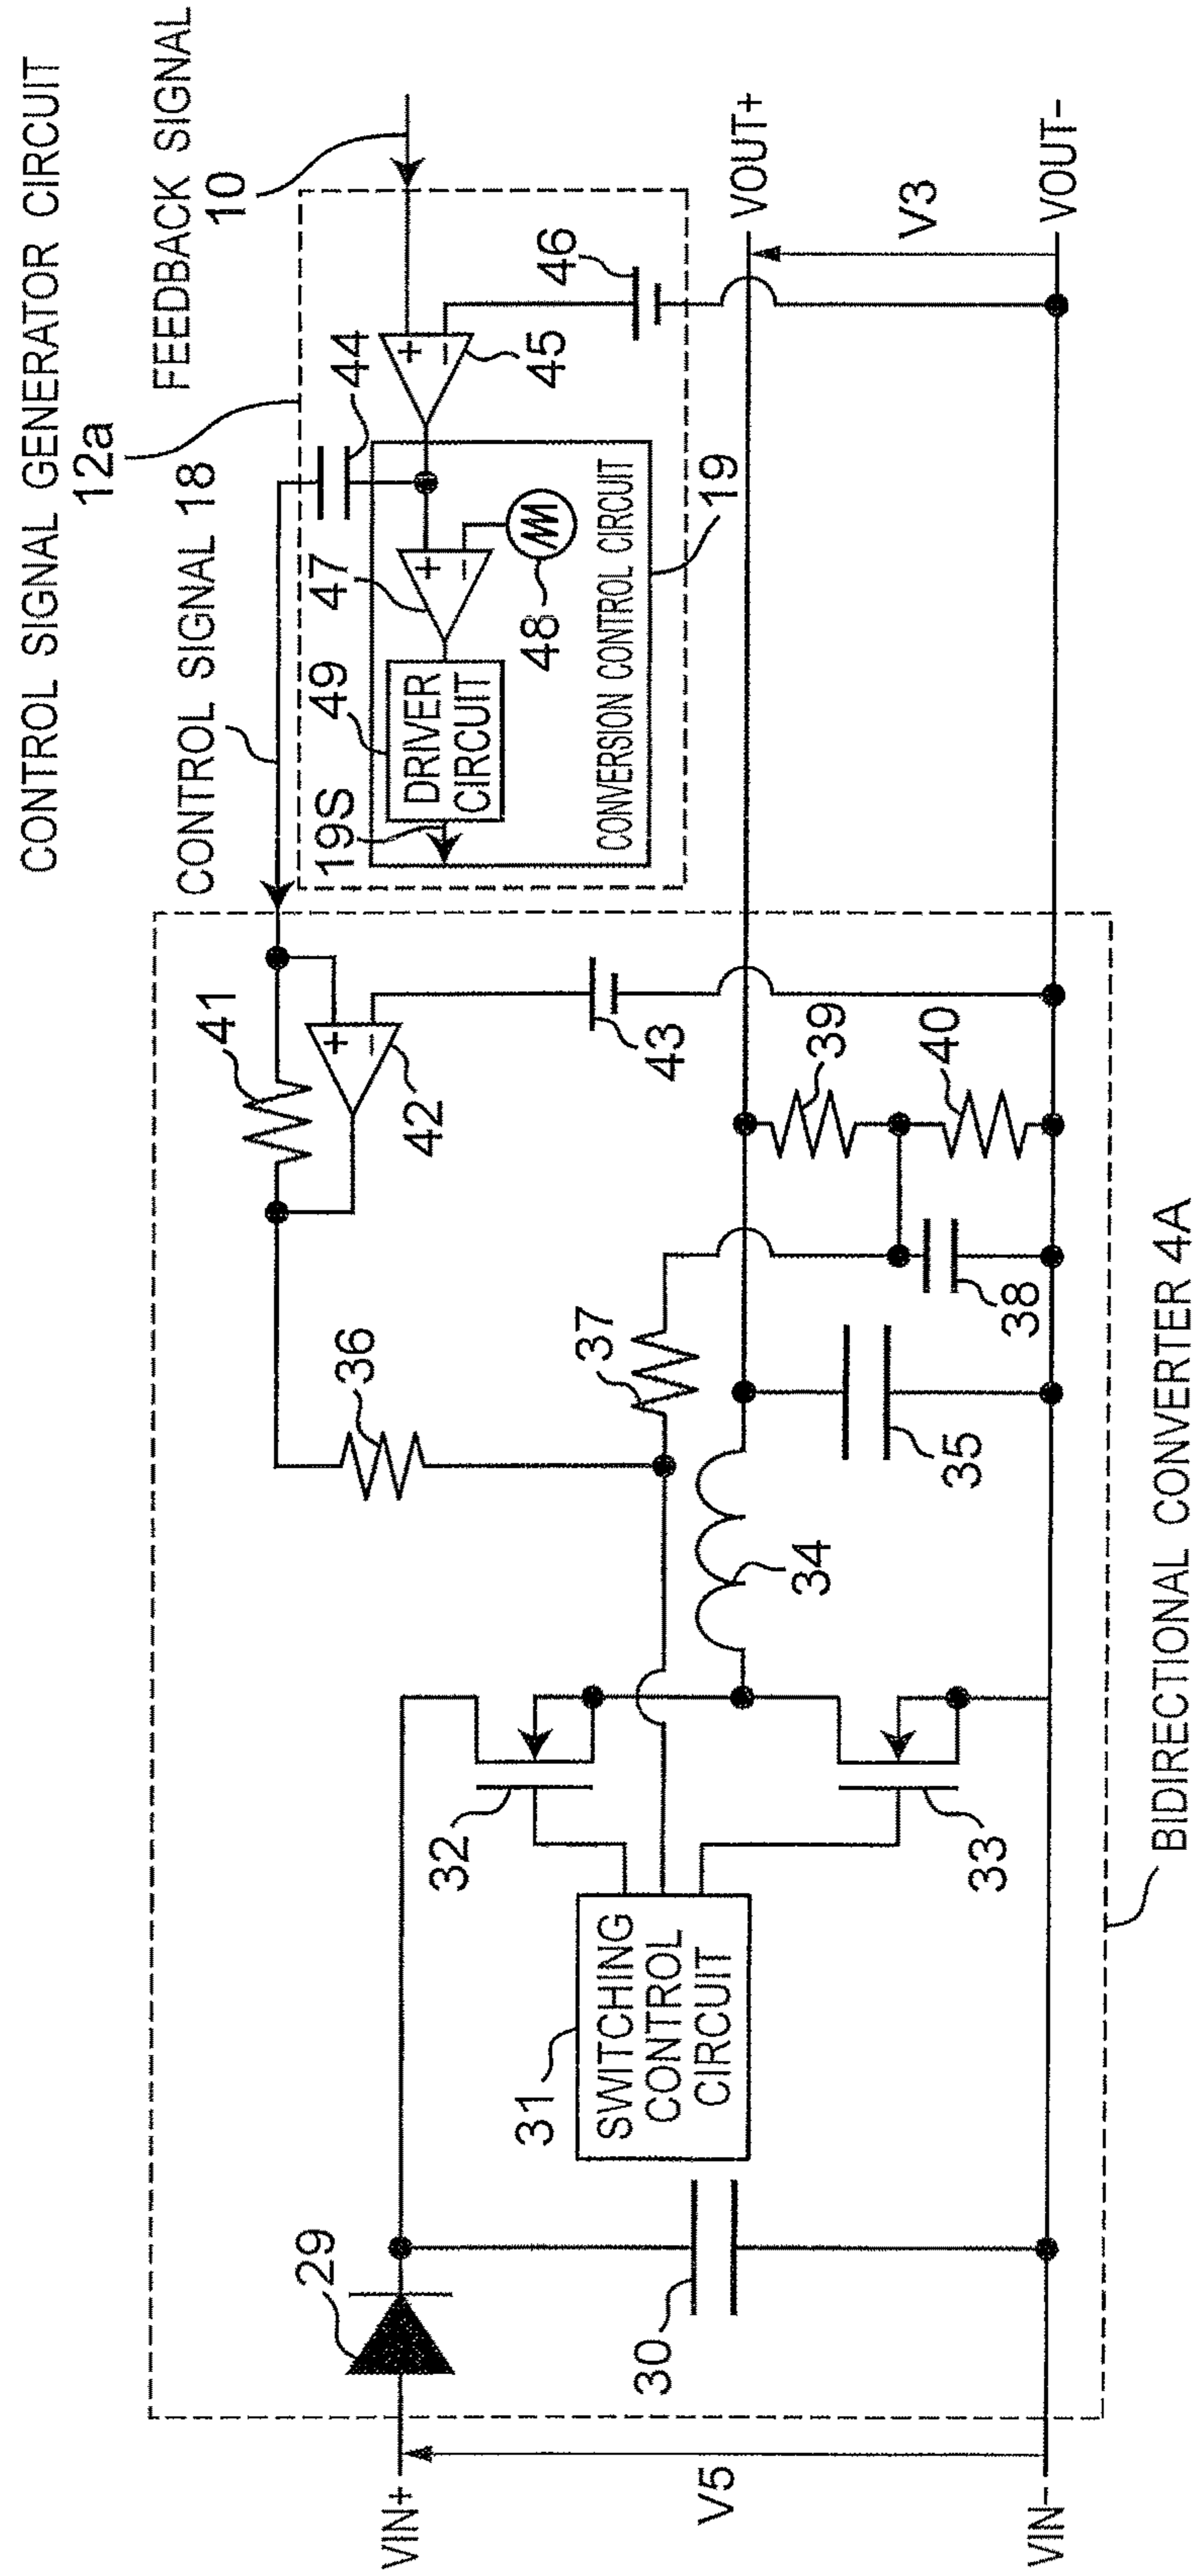 CONTROL SIGNAL GENERATOR CIRCUIT
12a
FEEDBACK SIGNAL
10
CONTROL SIGNAL 18
44
46
45
47
48
49
DRIVER
CIRCUIT
19S
CONVERSION CONTROL CIRCUIT
19
VOUT+
V3
VOUT-
41
+
-
42
43
39
40
36
37
38
35
34
32
33
31
SWITCHING
CONTROL
CIRCUIT
29
30
VIN+
V5
VIN-
+
-
+
-
BIDIRECTIONAL CONVERTER 4A